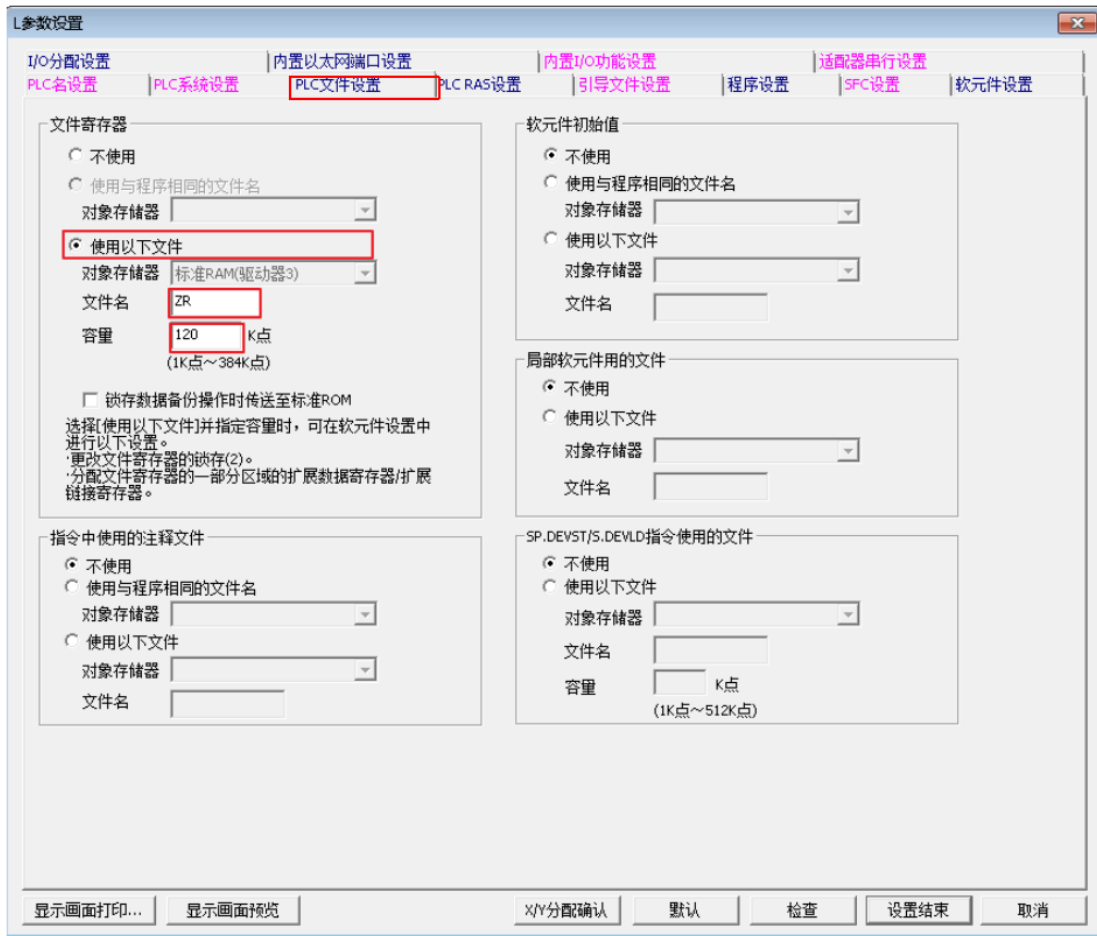 L参数设置
I/O分配设置
内置以太网端口设置
内置I/O功能设置
适配器串行设置
PLC名设置
PLC系统设置
PLC文件设置
PLC RAS设置
引导文件设置
程序设置
SFC设置
软元件设置
文件寄存器
不使用
使用与程序相同的文件名
对象存储器
使用以下文件
对象存储器 标准RAM(驱动器3)
文件名 ZR
容量 120 K点
(1K点～384K点)
锁存数据备份操作时传送至标准ROM
选择[使用以下文件]并指定容量时，可在软元件设置中
进行以下设置。
·更改文件寄存器的锁存(2)。
·分配文件寄存器的一部分区域的扩展数据寄存器/扩展
链接寄存器。
指令中使用的注释文件
不使用
使用与程序相同的文件名
对象存储器
使用以下文件
对象存储器
文件名
软元件初始值
不使用
使用与程序相同的文件名
对象存储器
使用以下文件
对象存储器
文件名
局部软元件用的文件
不使用
使用以下文件
对象存储器
文件名
SP.DEVST/S.DEVLD指令使用的文件
不使用
使用以下文件
对象存储器
文件名
容量 K点
(1K点～512K点)
显示画面打印...
显示画面预览
X/Y分配确认
默认
检查
设置结束
取消